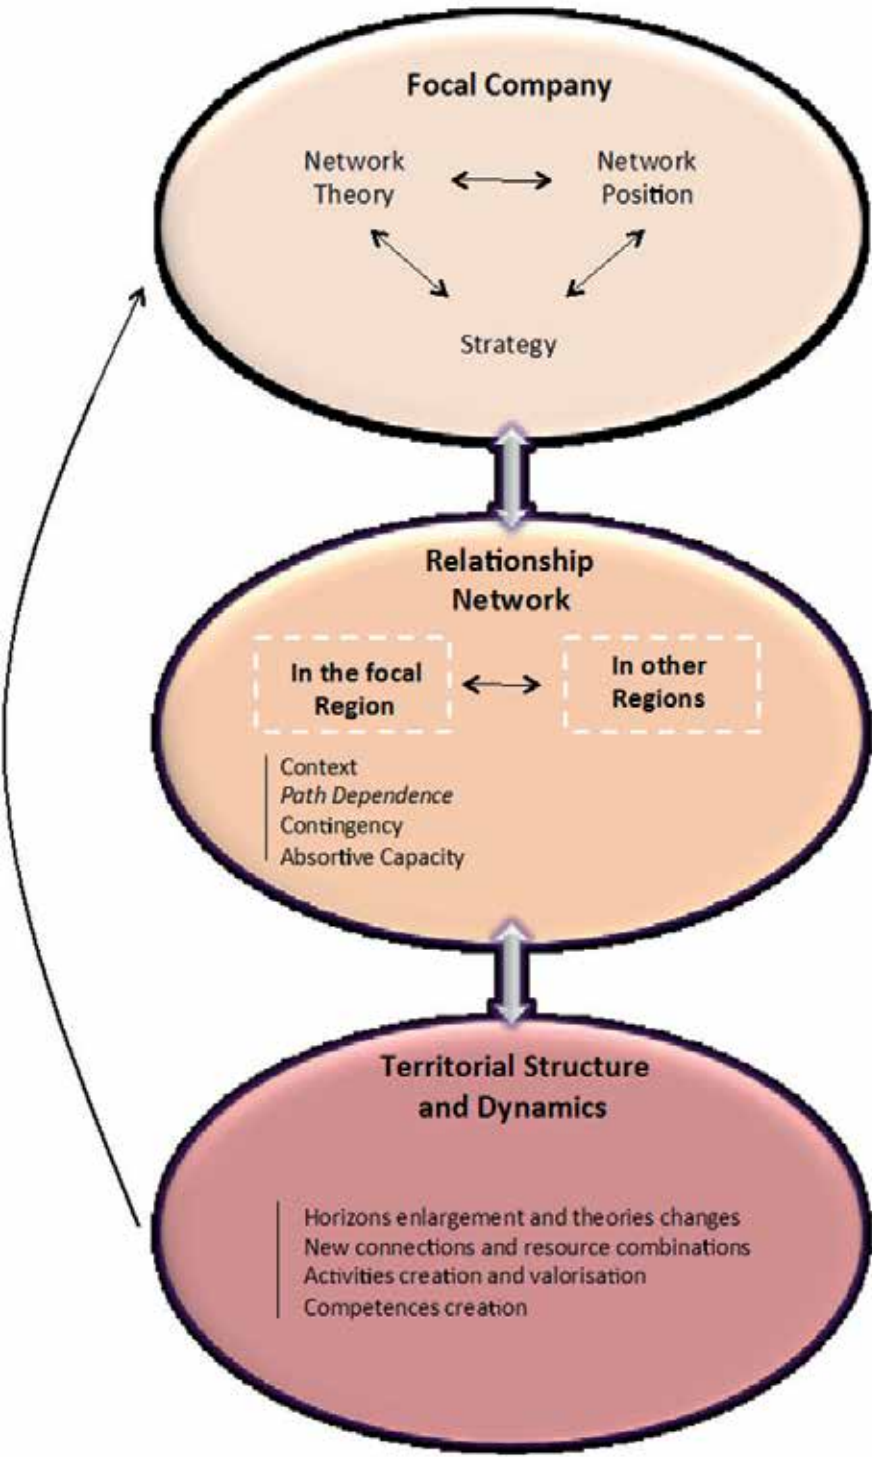 Focal Company
Network
Theory
Network
Position
Strategy
Relationship
Network
In the focal
Region
In other
Regions
Context
Path Dependence
Contingency
Absortive Capacity
Territorial Structure
and Dynamics
Horizons enlargement and theories changes
New connections and resource combinations
Activities creation and valorisation
Competences creation